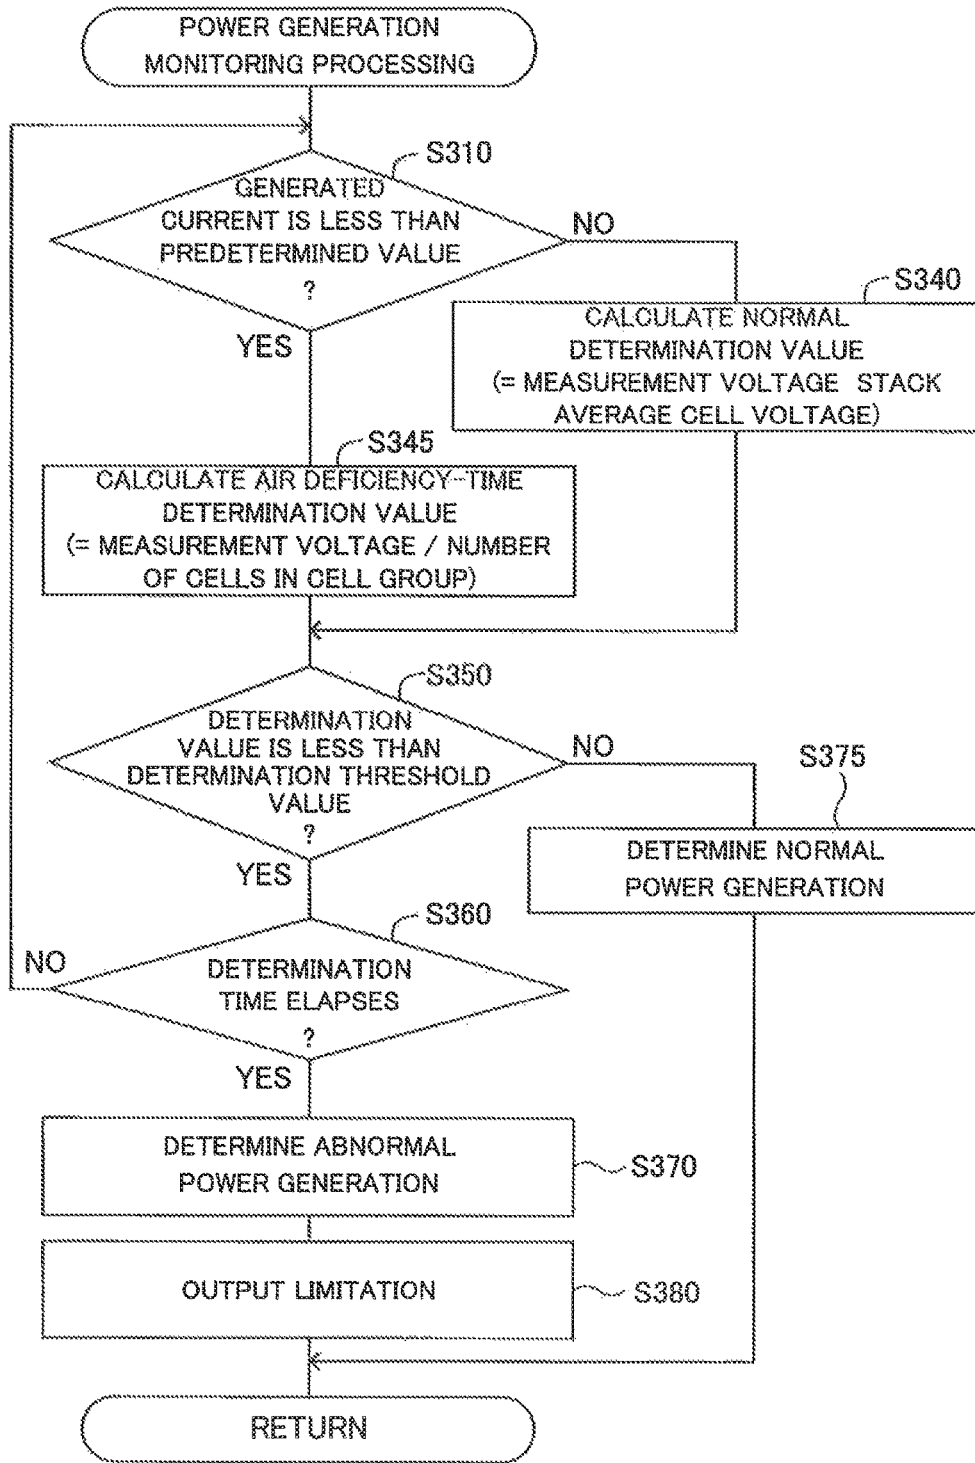 POWER GENERATION
MONITORING PROCESSING
S310
GENERATED
CURRENT IS LESS THAN
PREDETERMINED VALUE
?
NO
YES
S340
CALCULATE NORMAL
DETERMINATION VALUE
(= MEASUREMENT VOLTAGE STACK
AVERAGE CELL VOLTAGE)
S345
CALCULATE AIR DEFICIENCY-TIME
DETERMINATION VALUE
(= MEASUREMENT VOLTAGE / NUMBER
OF CELLS IN CELL GROUP)
S350
DETERMINATION
VALUE IS LESS THAN
DETERMINATION THRESHOLD
VALUE
?
NO
YES
S375
DETERMINE NORMAL
POWER GENERATION
S360
DETERMINATION
TIME ELAPSES
?
NO
YES
DETERMINE ABNORMAL
POWER GENERATION
S370
OUTPUT LIMITATION
S380
RETURN